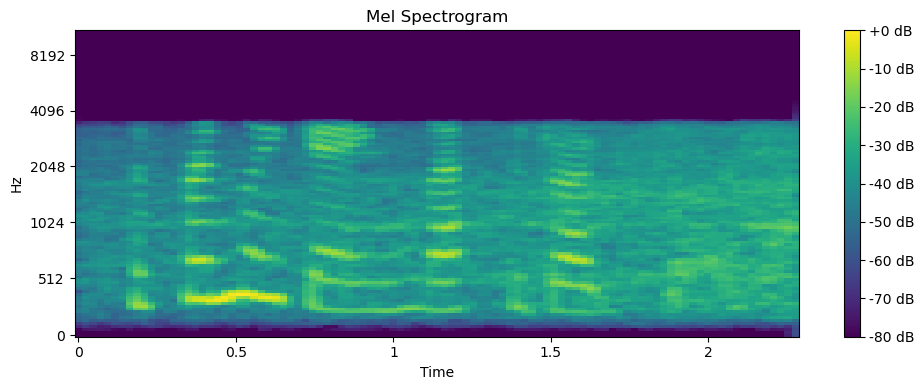 Mel Spectrogram
+0 dB
8192
-10 dB
4096
-20 dB
-30 dB
2048
Hz
-40 dB
1024
-50 dB
512
-60 dB
-70 dB
0
-80 dB
0 0.5 1 1.5 2
Time